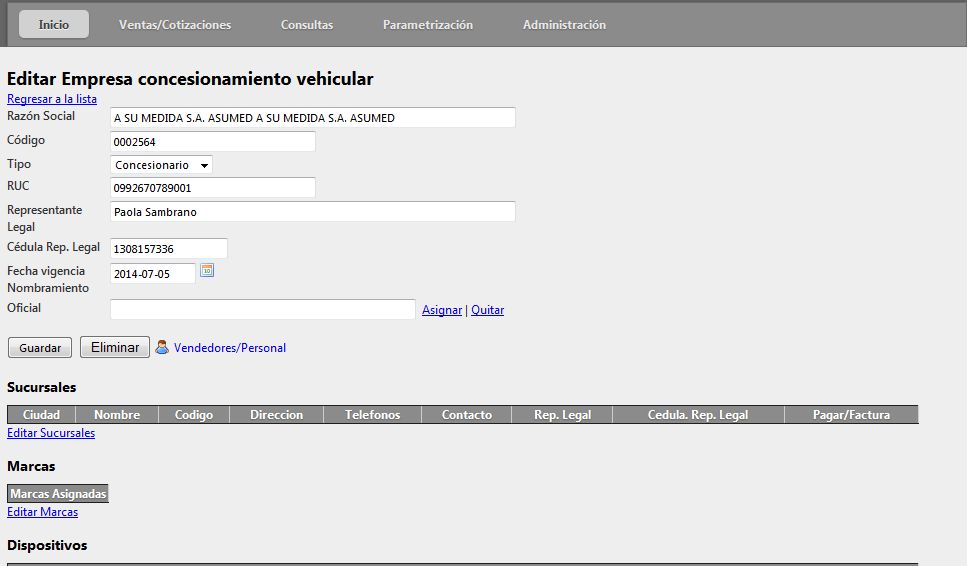 Inicio Ventas/Cotizaciones Consultas Parametrización Administración
Editar Empresa concesionamiento vehicular
Regresar a la lista
Razón Social A SU MEDIDA S.A. ASUMED A SU MEDIDA S.A. ASUMED
Código 0002564
Tipo Concesionario
RUC 0992670789001
Representante
Legal Paola Sambrano
Cédula Rep. Legal 1308157336
Fecha vigencia
Nombramiento 2014-07-05 10
Oficial Asignar | Quitar
Guardar Eliminar Vendedores/Personal
Sucursales
Ciudad Nombre Codigo Direccion Telefonos Contacto Rep. Legal Cedula. Rep. Legal Pagar/Factura
Editar Sucursales
Marcas
Marcas Asignadas
Editar Marcas
Dispositivos